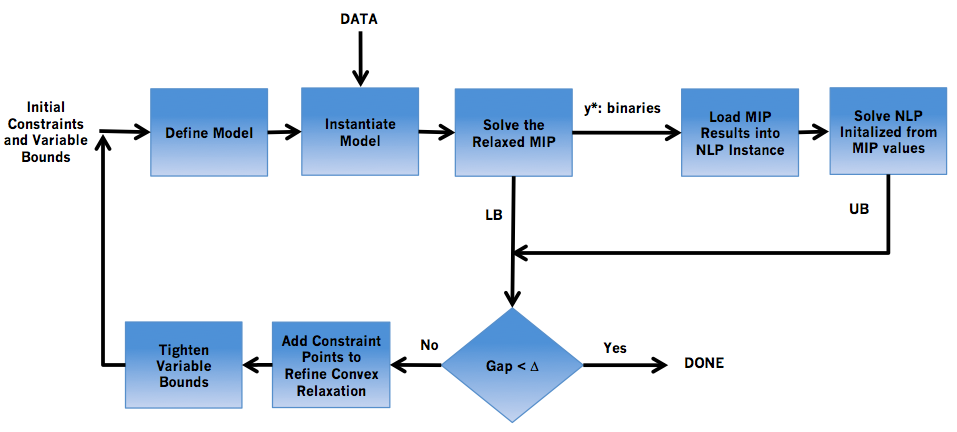 DATA
Initial
Constraints
and Variable
Bounds
Define Model
Instantiate
Model
Solve the
Relaxed MIP
y*: binaries
Load MIP
Results into
NLP Instance
Solve NLP
Initalized from
MIP values
LB
UB
Tighten
Variable
Bounds
Add Constraint
Points to
Refine Convex
Relaxation
No
Gap < Δ
Yes
DONE